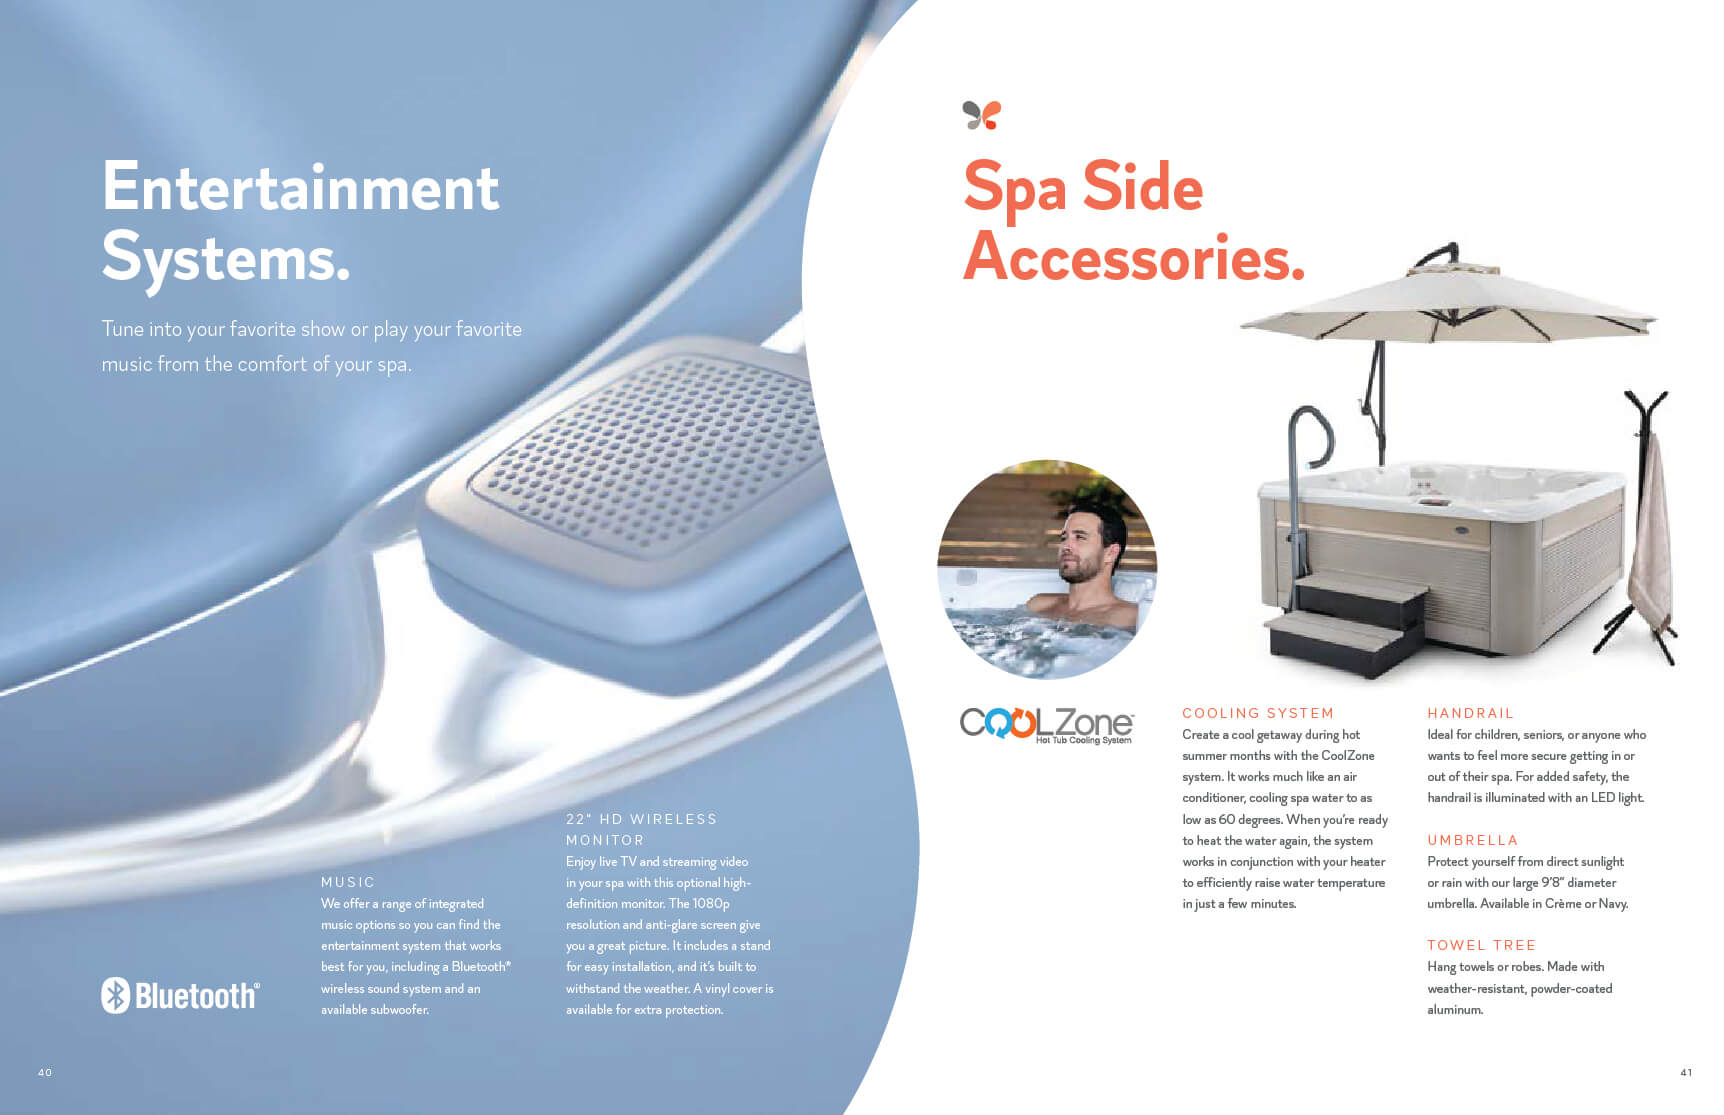 Entertainment
Systems.
Tune into your favorite show or play your favorite
music from the comfort of your spa.
MUSIC
We offer a range of integrated
music options so you can find the
entertainment system that works
best for you, including a Bluetooth®
wireless sound system and an
available subwoofer.
22" HD WIRELESS
MONITOR
Enjoy live TV and streaming video
in your spa with this optional high-
definition monitor. The 1080p
resolution and anti-glare screen give
you a great picture. It includes a stand
for easy installation, and it's built to
withstand the weather. A vinyl cover is
available for extra protection.
Bluetooth®
40
Spa Side
Accessories.
COOLZone™
Hot Tub Cooling System
COOLING SYSTEM
Create a cool getaway during hot
summer months with the CoolZone
system. It works much like an air
conditioner, cooling spa water to as
low as 60 degrees. When you're ready
to heat the water again, the system
works in conjunction with your heater
to efficiently raise water temperature
in just a few minutes.
HANDRAIL
Ideal for children, seniors, or anyone who
wants to feel more secure getting in or
out of their spa. For added safety, the
handrail is illuminated with an LED light.
UMBRELLA
Protect yourself from direct sunlight
or rain with our large 9'8" diameter
umbrella. Available in Crème or Navy.
TOWEL TREE
Hang towels or robes. Made with
weather-resistant, powder-coated
aluminum.
41